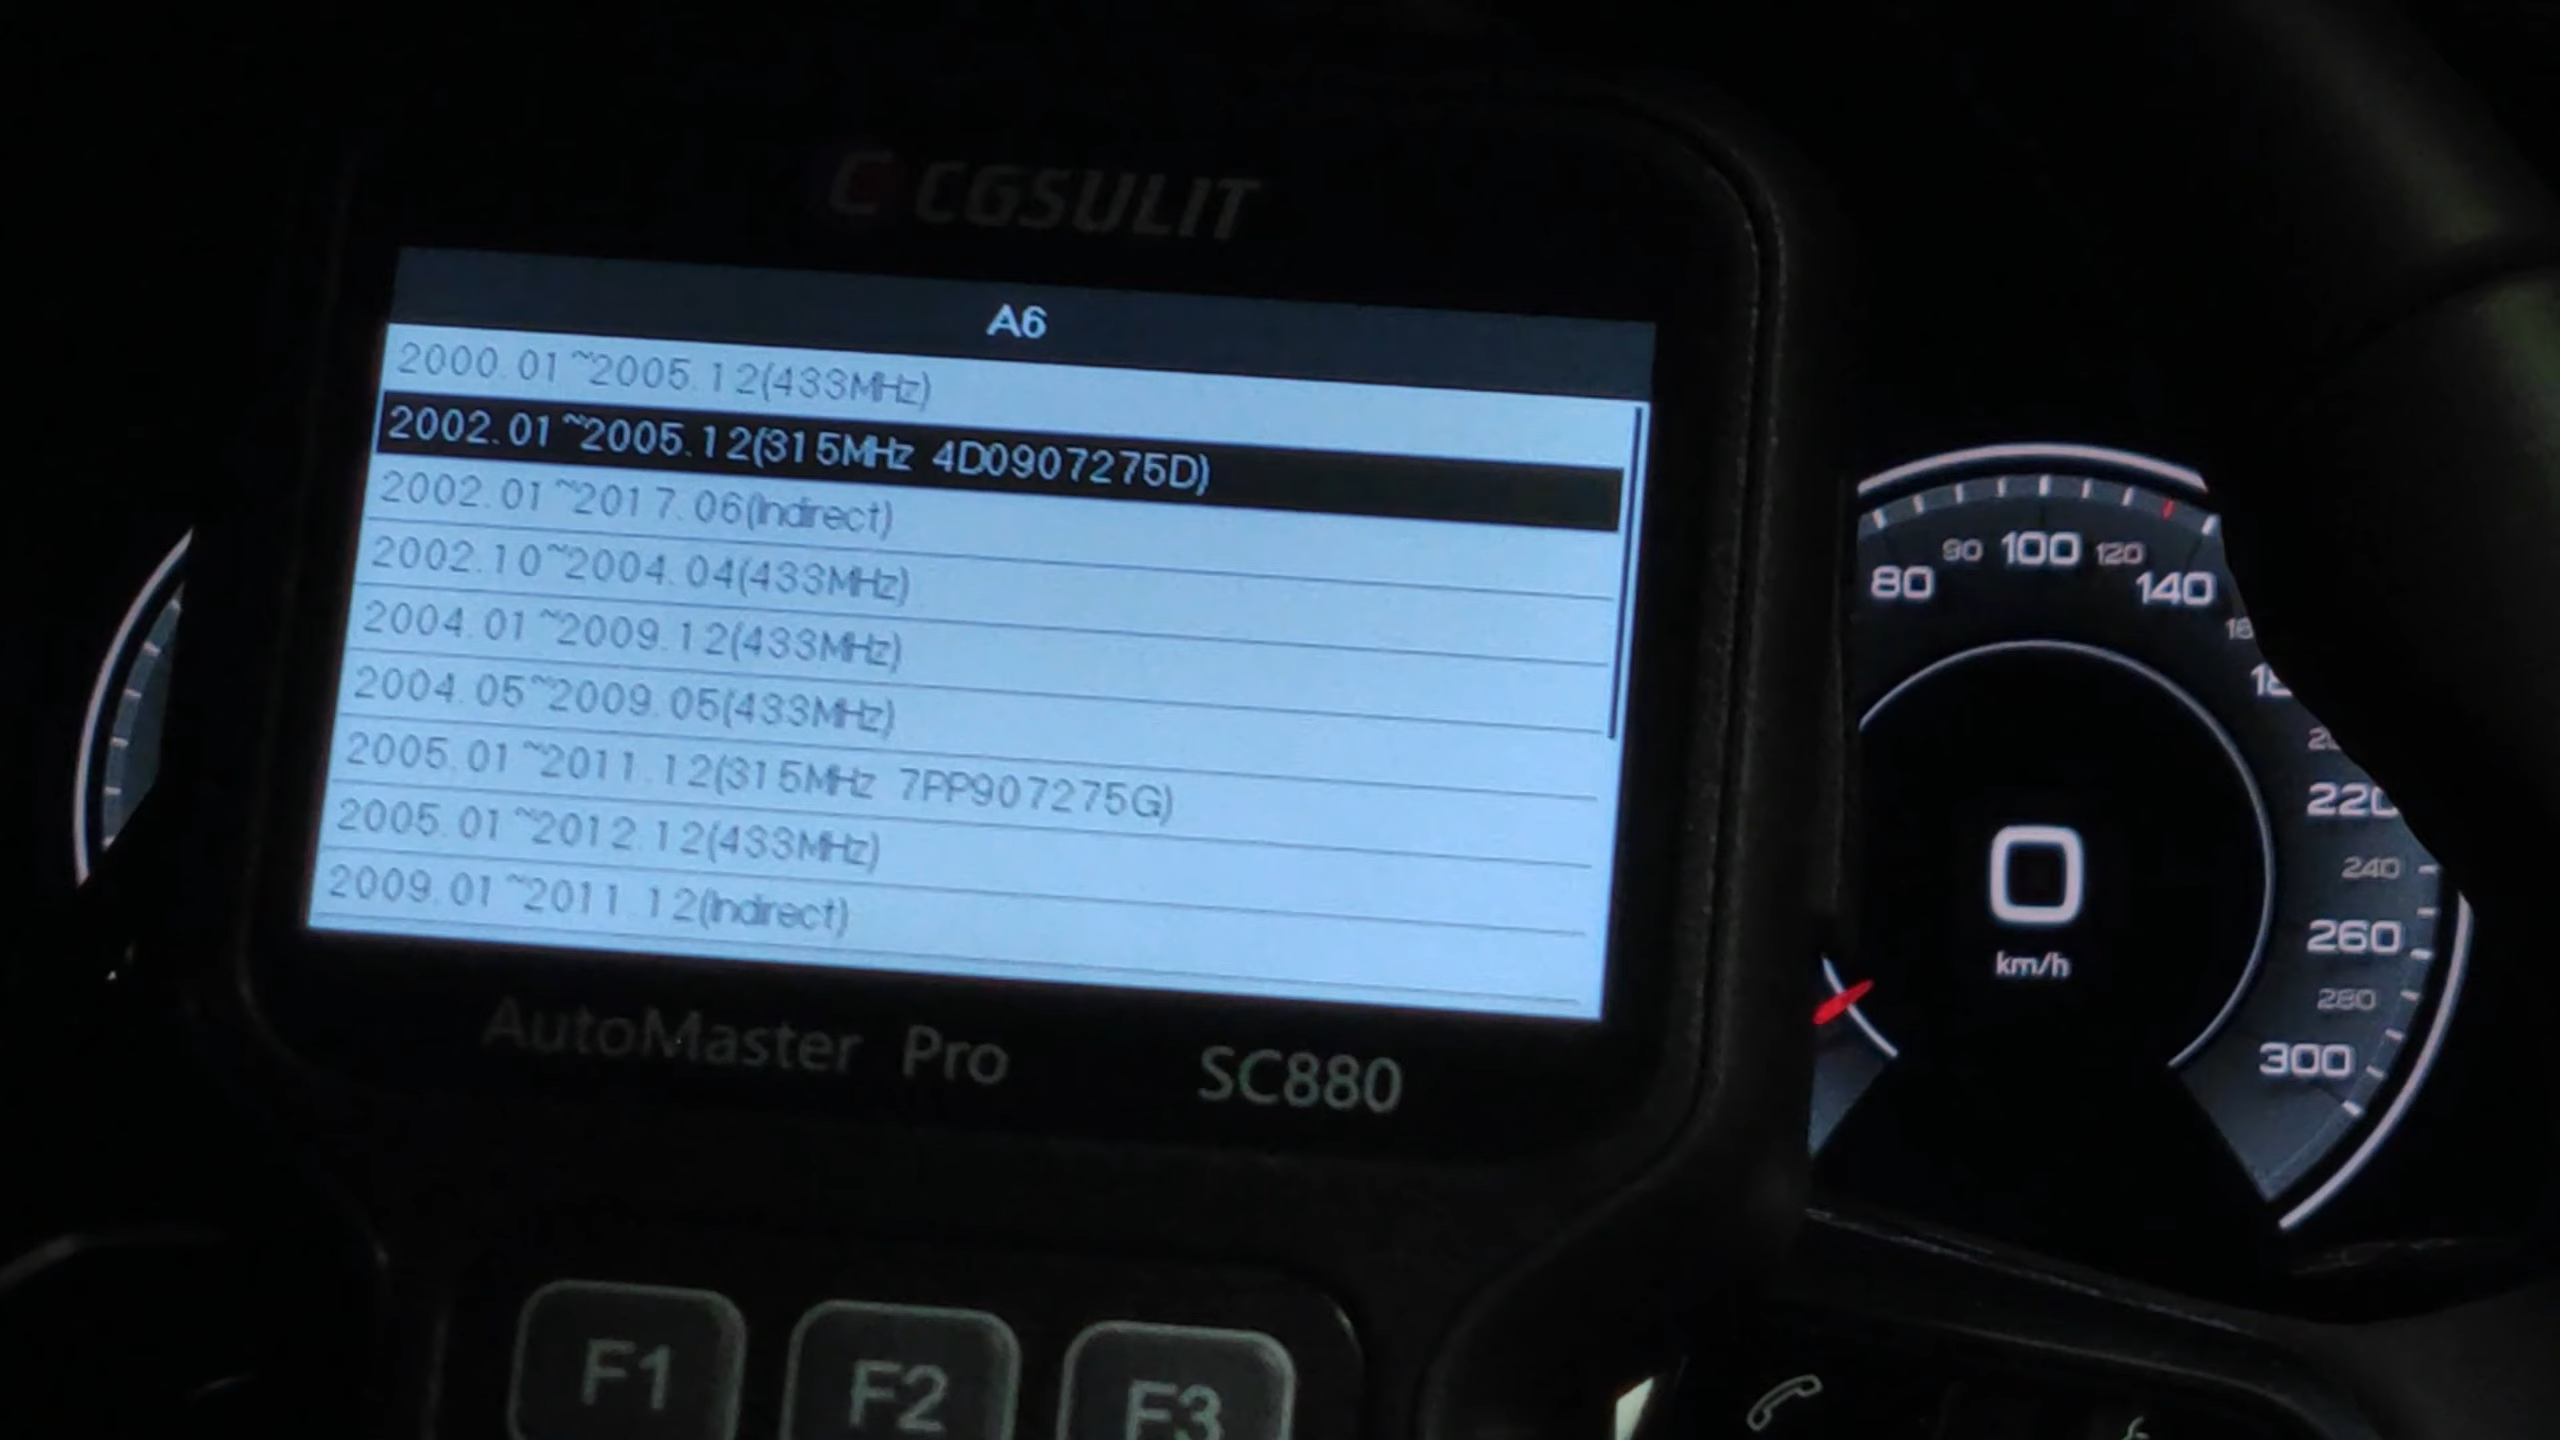 CGSULIT
A6
2000.01~2005.12(433MHz)
2002.01~2005.12(315MHz 4D0907275D)
2002.01~2017.06(Indirect)
2002.10~2004.04(433MHz)
2004.01~2009.12(433MHz)
2004.05~2009.05(433MHz)
2005.01~2011.12(315MHz 7PP907275G)
2005.01~2012.12(433MHz)
2009.01~2011.12(Indirect)
AutoMaster Pro SC880
F1 F2 F3
80 90 100 120 140
220
240
260
280
300
0
km/h